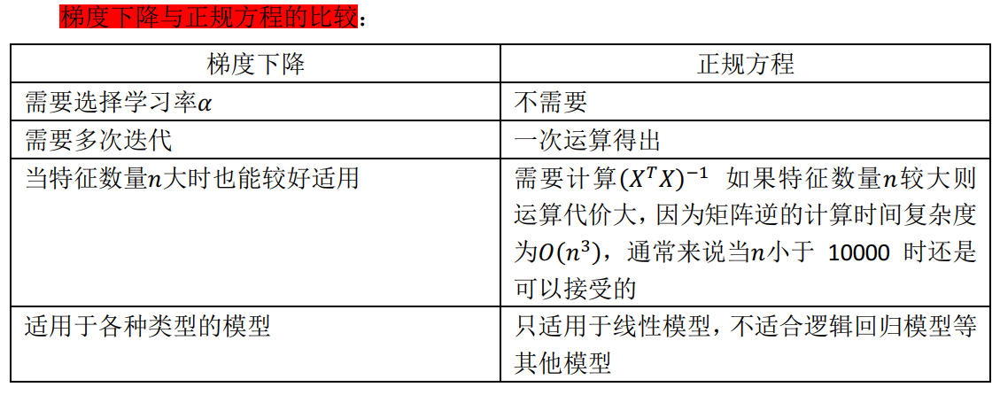 梯度下降与正规方程的比较：
梯度下降
正规方程
需要选择学习率α
不需要
需要多次迭代
一次运算得出
当特征数量n大时也能较好适用
需要计算(XᵀX)⁻¹ 如果特征数量n较大则
运算代价大，因为矩阵逆的计算时间复杂度
为O(n³)，通常来说当n小于 10000 时还是
可以接受的
适用于各种类型的模型
只适用于线性模型，不适合逻辑回归模型等
其他模型